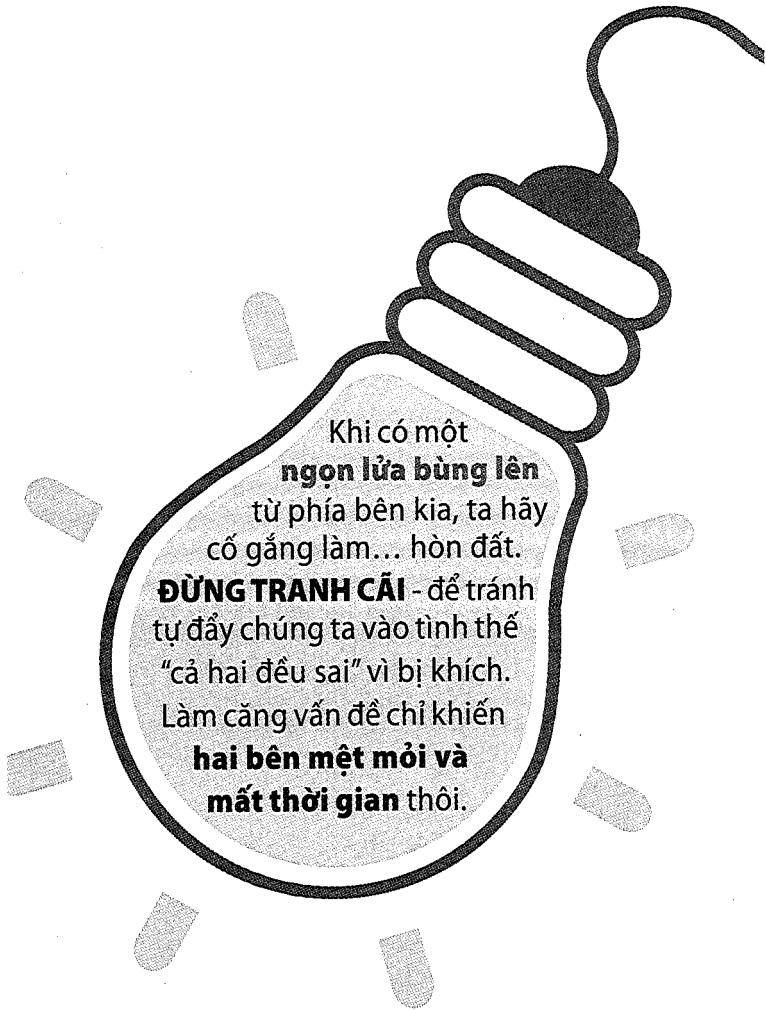 Khi có một
ngọn lửa bùng lên
từ phía bên kia, ta hãy
cố gắng làm... hòn đất.
ĐỪNG TRANH CÃI - để tránh
tự đẩy chúng ta vào tình thế
“cả hai đều sai” vì bị khích.
Làm căng vấn đề chỉ khiến
hai bên mệt mỏi và
mất thời gian thôi.